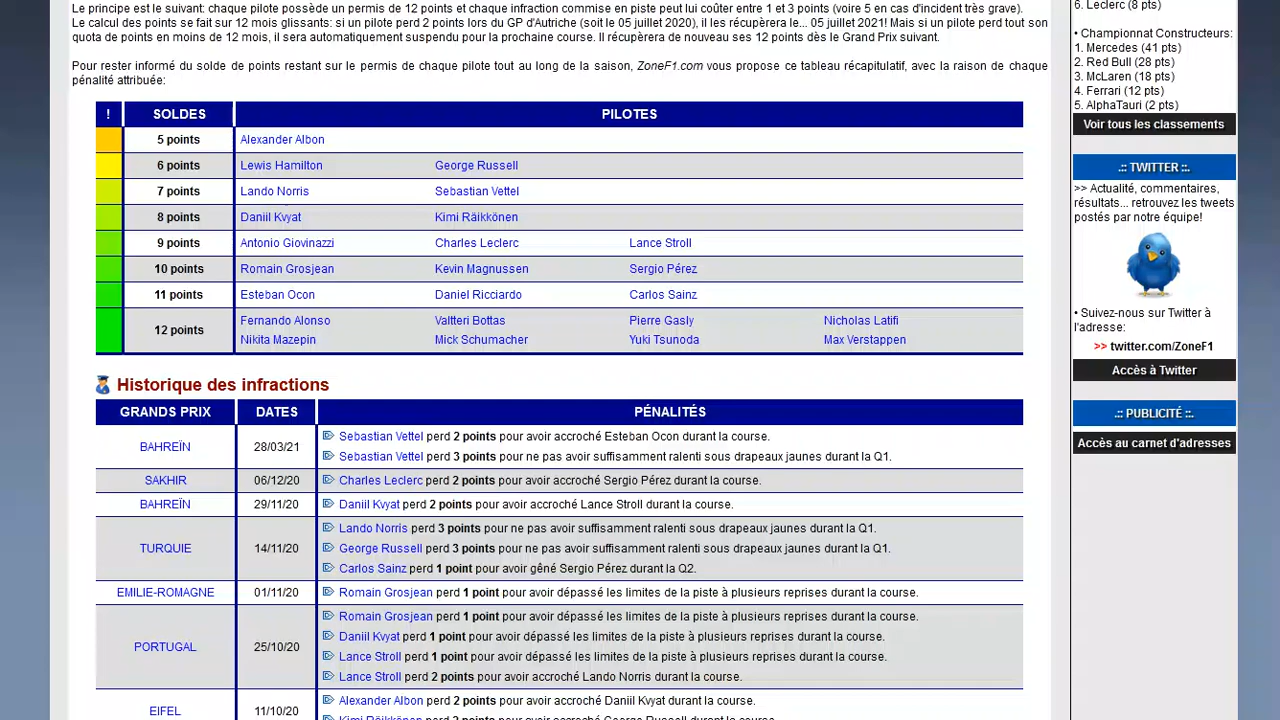 Le principe est le suivant: chaque pilote possède un permis de 12 points et chaque infraction commise en piste peut lui coûter entre 1 et 3 points (voire 5 en cas d'incident très grave).
Le calcul des points se fait sur 12 mois glissants: si un pilote perd 2 points lors du GP d'Autriche (soit le 05 juillet 2020), il les récupèrera le... 05 juillet 2021! Mais si un pilote perd tout son
quota de points en moins de 12 mois, il sera automatiquement suspendu pour la prochaine course. Il récupèrera de nouveau ses 12 points dès le Grand Prix suivant.
Pour rester informé du solde de points restant sur le permis de chaque pilote tout au long de la saison, ZoneF1.com vous propose ce tableau récapitulatif, avec la raison de chaque
pénalité attribuée:
! SOLDES PILOTES
5 points Alexander Albon
6 points Lewis Hamilton George Russell
7 points Lando Norris Sebastian Vettel
8 points Daniil Kvyat Kimi Räikkönen
9 points Antonio Giovinazzi Charles Leclerc Lance Stroll
10 points Romain Grosjean Kevin Magnussen Sergio Pérez
11 points Esteban Ocon Daniel Ricciardo Carlos Sainz
12 points Fernando Alonso Valtteri Bottas Pierre Gasly Nicholas Latifi
Nikita Mazepin Mick Schumacher Yuki Tsunoda Max Verstappen
Historique des infractions
GRANDS PRIX DATES PÉNALITÉS
BAHREÏN 28/03/21 Sebastian Vettel perd 2 points pour avoir accroché Esteban Ocon durant la course.
Sebastian Vettel perd 3 points pour ne pas avoir suffisamment ralenti sous drapeaux jaunes durant la Q1.
SAKHIR 06/12/20 Charles Leclerc perd 2 points pour avoir accroché Sergio Pérez durant la course.
BAHREÏN 29/11/20 Daniil Kvyat perd 2 points pour avoir accroché Lance Stroll durant la course.
TURQUIE 14/11/20 Lando Norris perd 3 points pour ne pas avoir suffisamment ralenti sous drapeaux jaunes durant la Q1.
George Russell perd 3 points pour ne pas avoir suffisamment ralenti sous drapeaux jaunes durant la Q1.
Carlos Sainz perd 1 point pour avoir gêné Sergio Pérez durant la Q2.
EMILIE-ROMAGNE 01/11/20 Romain Grosjean perd 1 point pour avoir dépassé les limites de la piste à plusieurs reprises durant la course.
PORTUGAL 25/10/20 Romain Grosjean perd 1 point pour avoir dépassé les limites de la piste à plusieurs reprises durant la course.
Daniil Kvyat perd 1 point pour avoir dépassé les limites de la piste à plusieurs reprises durant la course.
Lance Stroll perd 1 point pour avoir dépassé les limites de la piste à plusieurs reprises durant la course.
Lance Stroll perd 2 points pour avoir accroché Lando Norris durant la course.
EIFEL 11/10/20 Alexander Albon perd 2 points pour avoir accroché Daniil Kvyat durant la course.
Kimi Räikkönen perd 2 points pour avoir accroché George Russell durant la course.
6. Leclerc (8 pts)
• Championnat Constructeurs:
1. Mercedes (41 pts)
2. Red Bull (28 pts)
3. McLaren (18 pts)
4. Ferrari (12 pts)
5. AlphaTauri (2 pts)
Voir tous les classements
.:: TWITTER ::.
>> Actualité, commentaires,
résultats... retrouvez les tweets
postés par notre équipe!
• Suivez-nous sur Twitter à
l'adresse:
>> twitter.com/ZoneF1
Accès à Twitter
.:: PUBLICITÉ ::.
Accès au carnet d'adresses